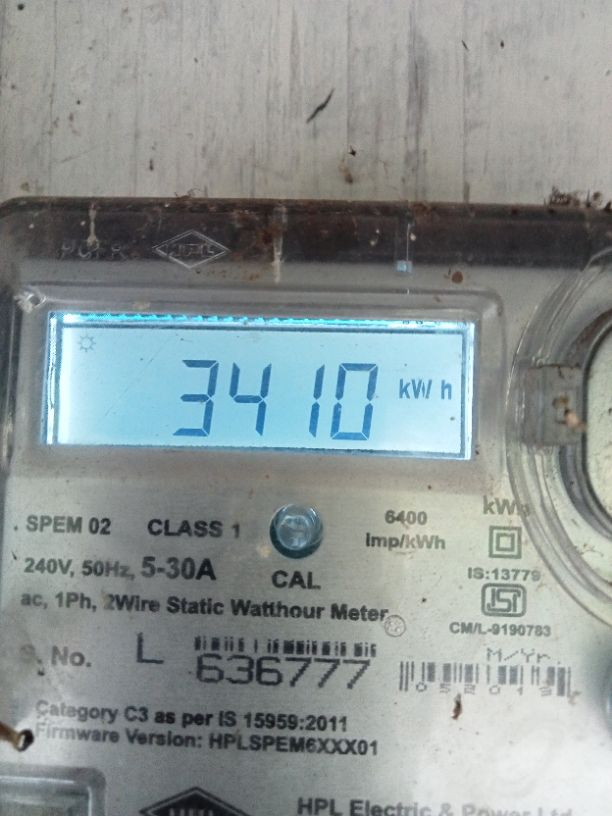 3410 kWh
SPEM 02 CLASS 1 6400 imp/kWh kWh
240V, 50Hz, 5-30A CAL IS:13779
ac, 1Ph, 2Wire Static Watthour Meter CM/L-9190783
S. No. L 636777 M/Yr.
Category C3 as per IS 15959:2011
Firmware Version: HPLSPEM6XXX01
HPL Electric & Power Ltd